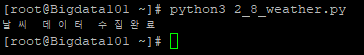 [root@Bigdata101 ~]# python3 2_8_weather.py
날씨 데이터 수집완료
[root@Bigdata101 ~]#